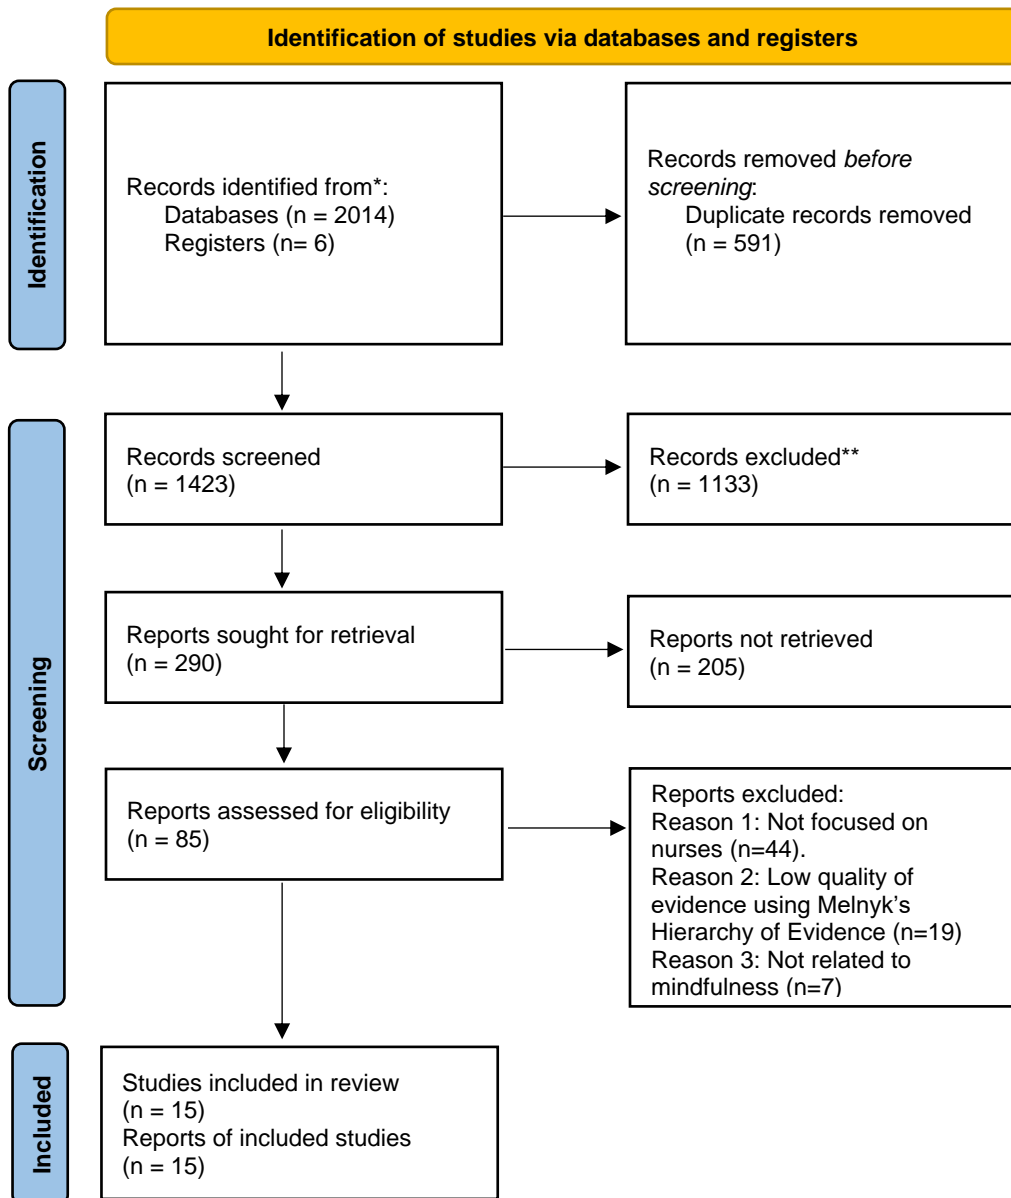 Identification of studies via databases and registers
Identification
Records identified from*:
Databases (n = 2014)
Registers (n= 6)
Records removed before
screening:
Duplicate records removed
(n = 591)
Screening
Records screened
(n = 1423)
Records excluded**
(n = 1133)
Reports sought for retrieval
(n = 290)
Reports not retrieved
(n = 205)
Reports assessed for eligibility
(n = 85)
Reports excluded:
Reason 1: Not focused on
nurses (n=44).
Reason 2: Low quality of
evidence using Melnyk’s
Hierarchy of Evidence (n=19)
Reason 3: Not related to
mindfulness (n=7)
Included
Studies included in review
(n = 15)
Reports of included studies
(n = 15)